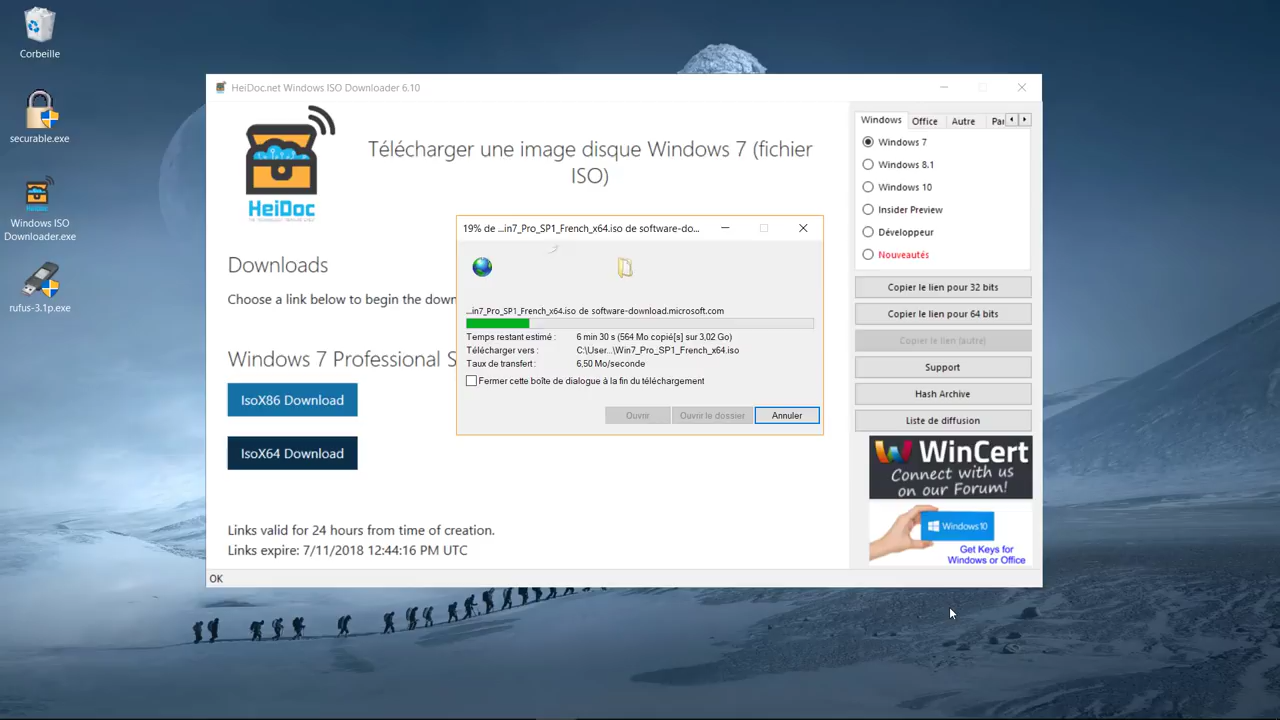 Corbeille
securable.exe
Windows ISO
Downloader.exe
rufus-3.1p.exe
HeiDoc.net Windows ISO Downloader 6.10
HeiDoc
Télécharger une image disque Windows 7 (fichier
ISO)
Downloads
Choose a link below to begin the down
Windows 7 Professional S
IsoX86 Download
IsoX64 Download
Links valid for 24 hours from time of creation.
Links expire: 7/11/2018 12:44:16 PM UTC
OK
19% de ...in7_Pro_SP1_French_x64.iso de software-do...
...in7_Pro_SP1_French_x64.iso de software-download.microsoft.com
Temps restant estimé : 6 min 30 s (564 Mo copié[s] sur 3,02 Go)
Télécharger vers : C:\User...\Win7_Pro_SP1_French_x64.iso
Taux de transfert : 6,50 Mo/seconde
Fermer cette boîte de dialogue à la fin du téléchargement
Ouvrir Ouvrir le dossier Annuler
Windows Office Autre Par
Windows 7
Windows 8.1
Windows 10
Insider Preview
Développeur
Nouveautés
Copier le lien pour 32 bits
Copier le lien pour 64 bits
Copier le lien (autre)
Support
Hash Archive
Liste de diffusion
WinCert
Connect with us
on our Forum!
Windows10
Get Keys for
Windows or Office